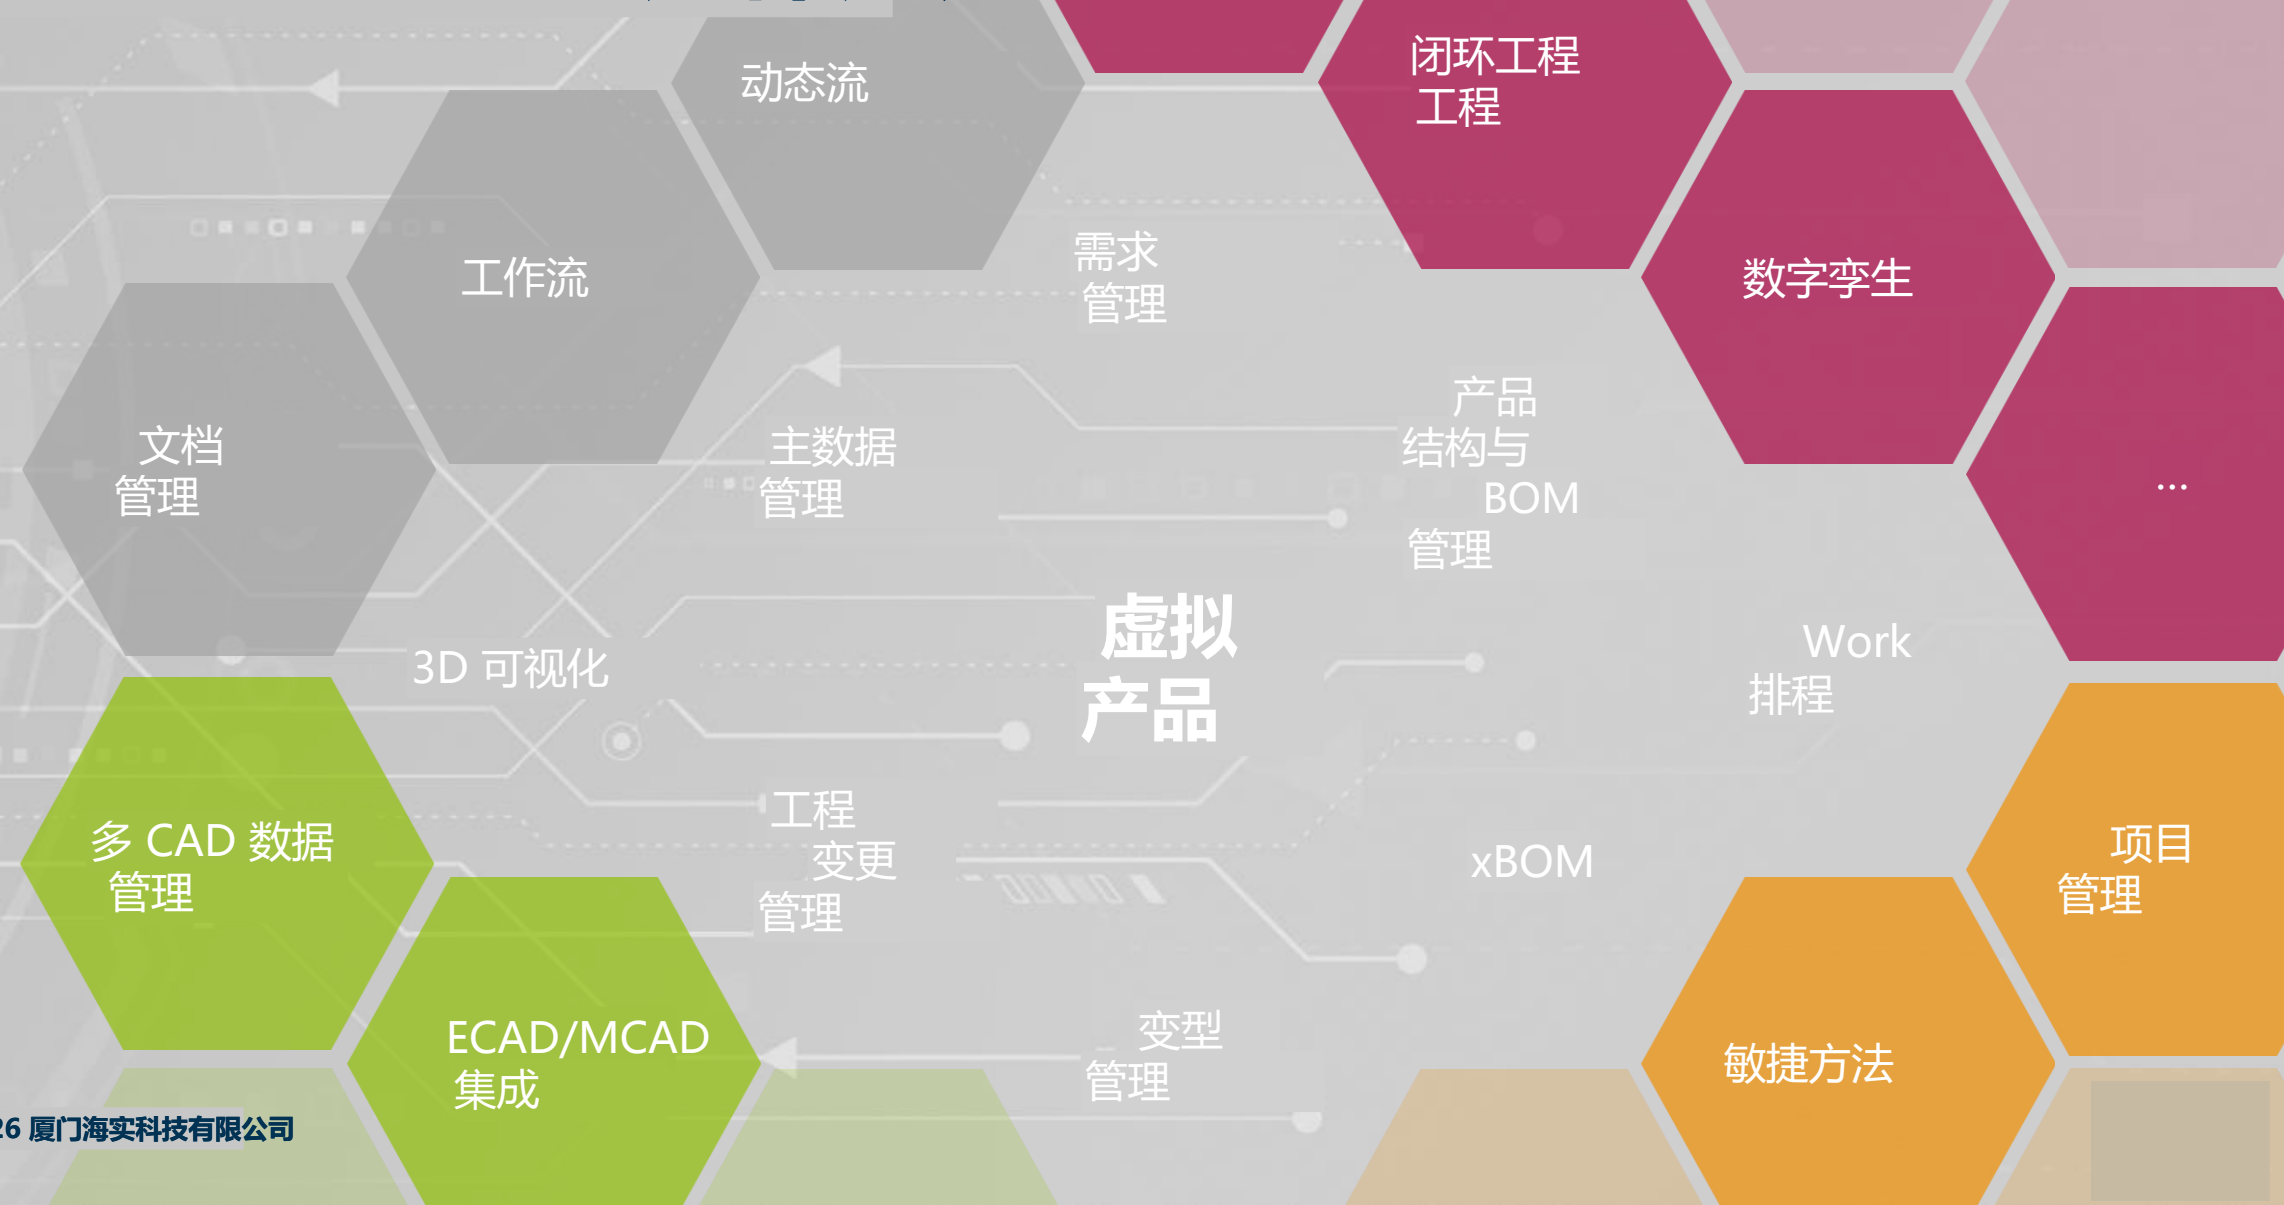 闭环工程
工程
动态流
需求
管理
工作流
数字孪生
产品
结构与
BOM
管理
文档
管理
主数据
管理
...
虚拟
产品
3D 可视化
Work
排程
工程
变更
管理
多 CAD 数据
管理
xBOM
项目
管理
ECAD/MCAD
集成
变型
管理
敏捷方法
26 厦门海实科技有限公司